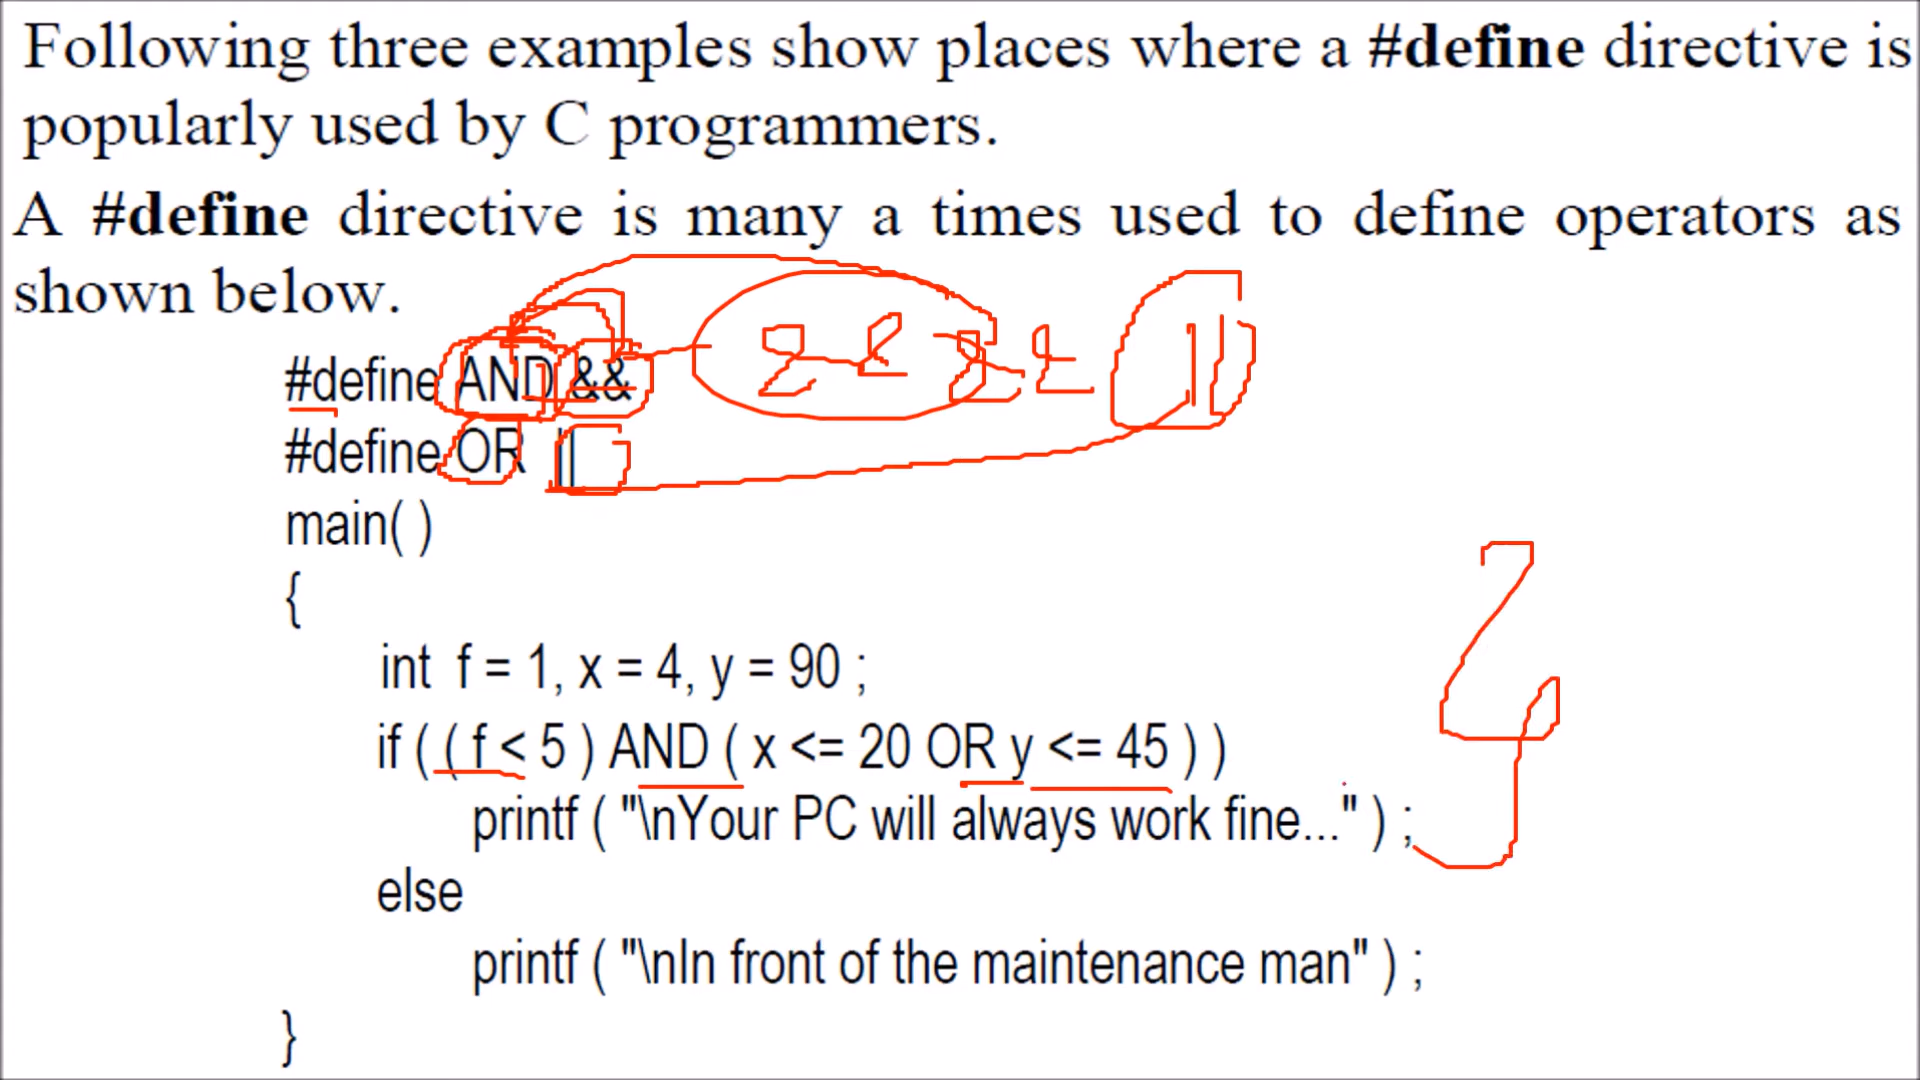 Following three examples show places where a #define directive is
popularly used by C programmers.
A #define directive is many a times used to define operators as
shown below.
#define AND &&
#define OR ||
main( )
{
int f = 1, x = 4, y = 90 ;
if ( ( f < 5 ) AND ( x <= 20 OR y <= 45 ) )
printf ( "\nYour PC will always work fine..." ) ;
else
printf ( "\nIn front of the maintenance man" ) ;
}